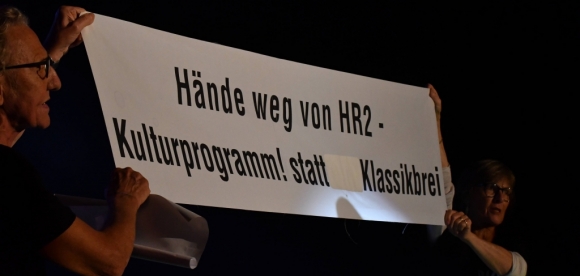 Hände weg von HR2 -
Kulturprogramm! statt Klassikbrei